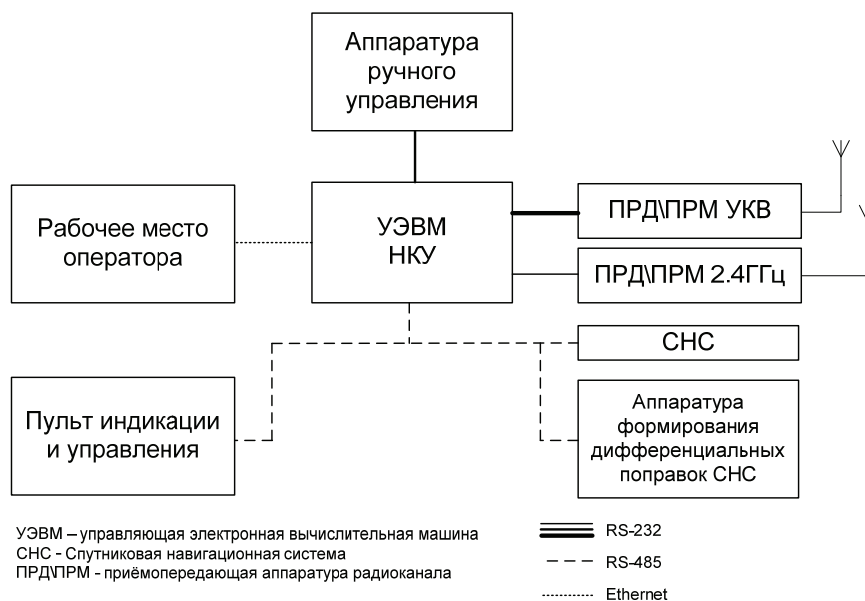 Аппаратура
ручного
управления
Рабочее место
оператора
УЭВМ
НКУ
ПРД\ПРМ УКВ
ПРД\ПРМ 2.4ГГц
СНС
Пульт индикации
и управления
Аппаратура
формирования
дифференциальных
поправок СНС
УЭВМ – управляющая электронная вычислительная машина
СНС - Спутниковая навигационная система
ПРД\ПРМ - приёмопередающая аппаратура радиоканала
RS-232
RS-485
Ethernet